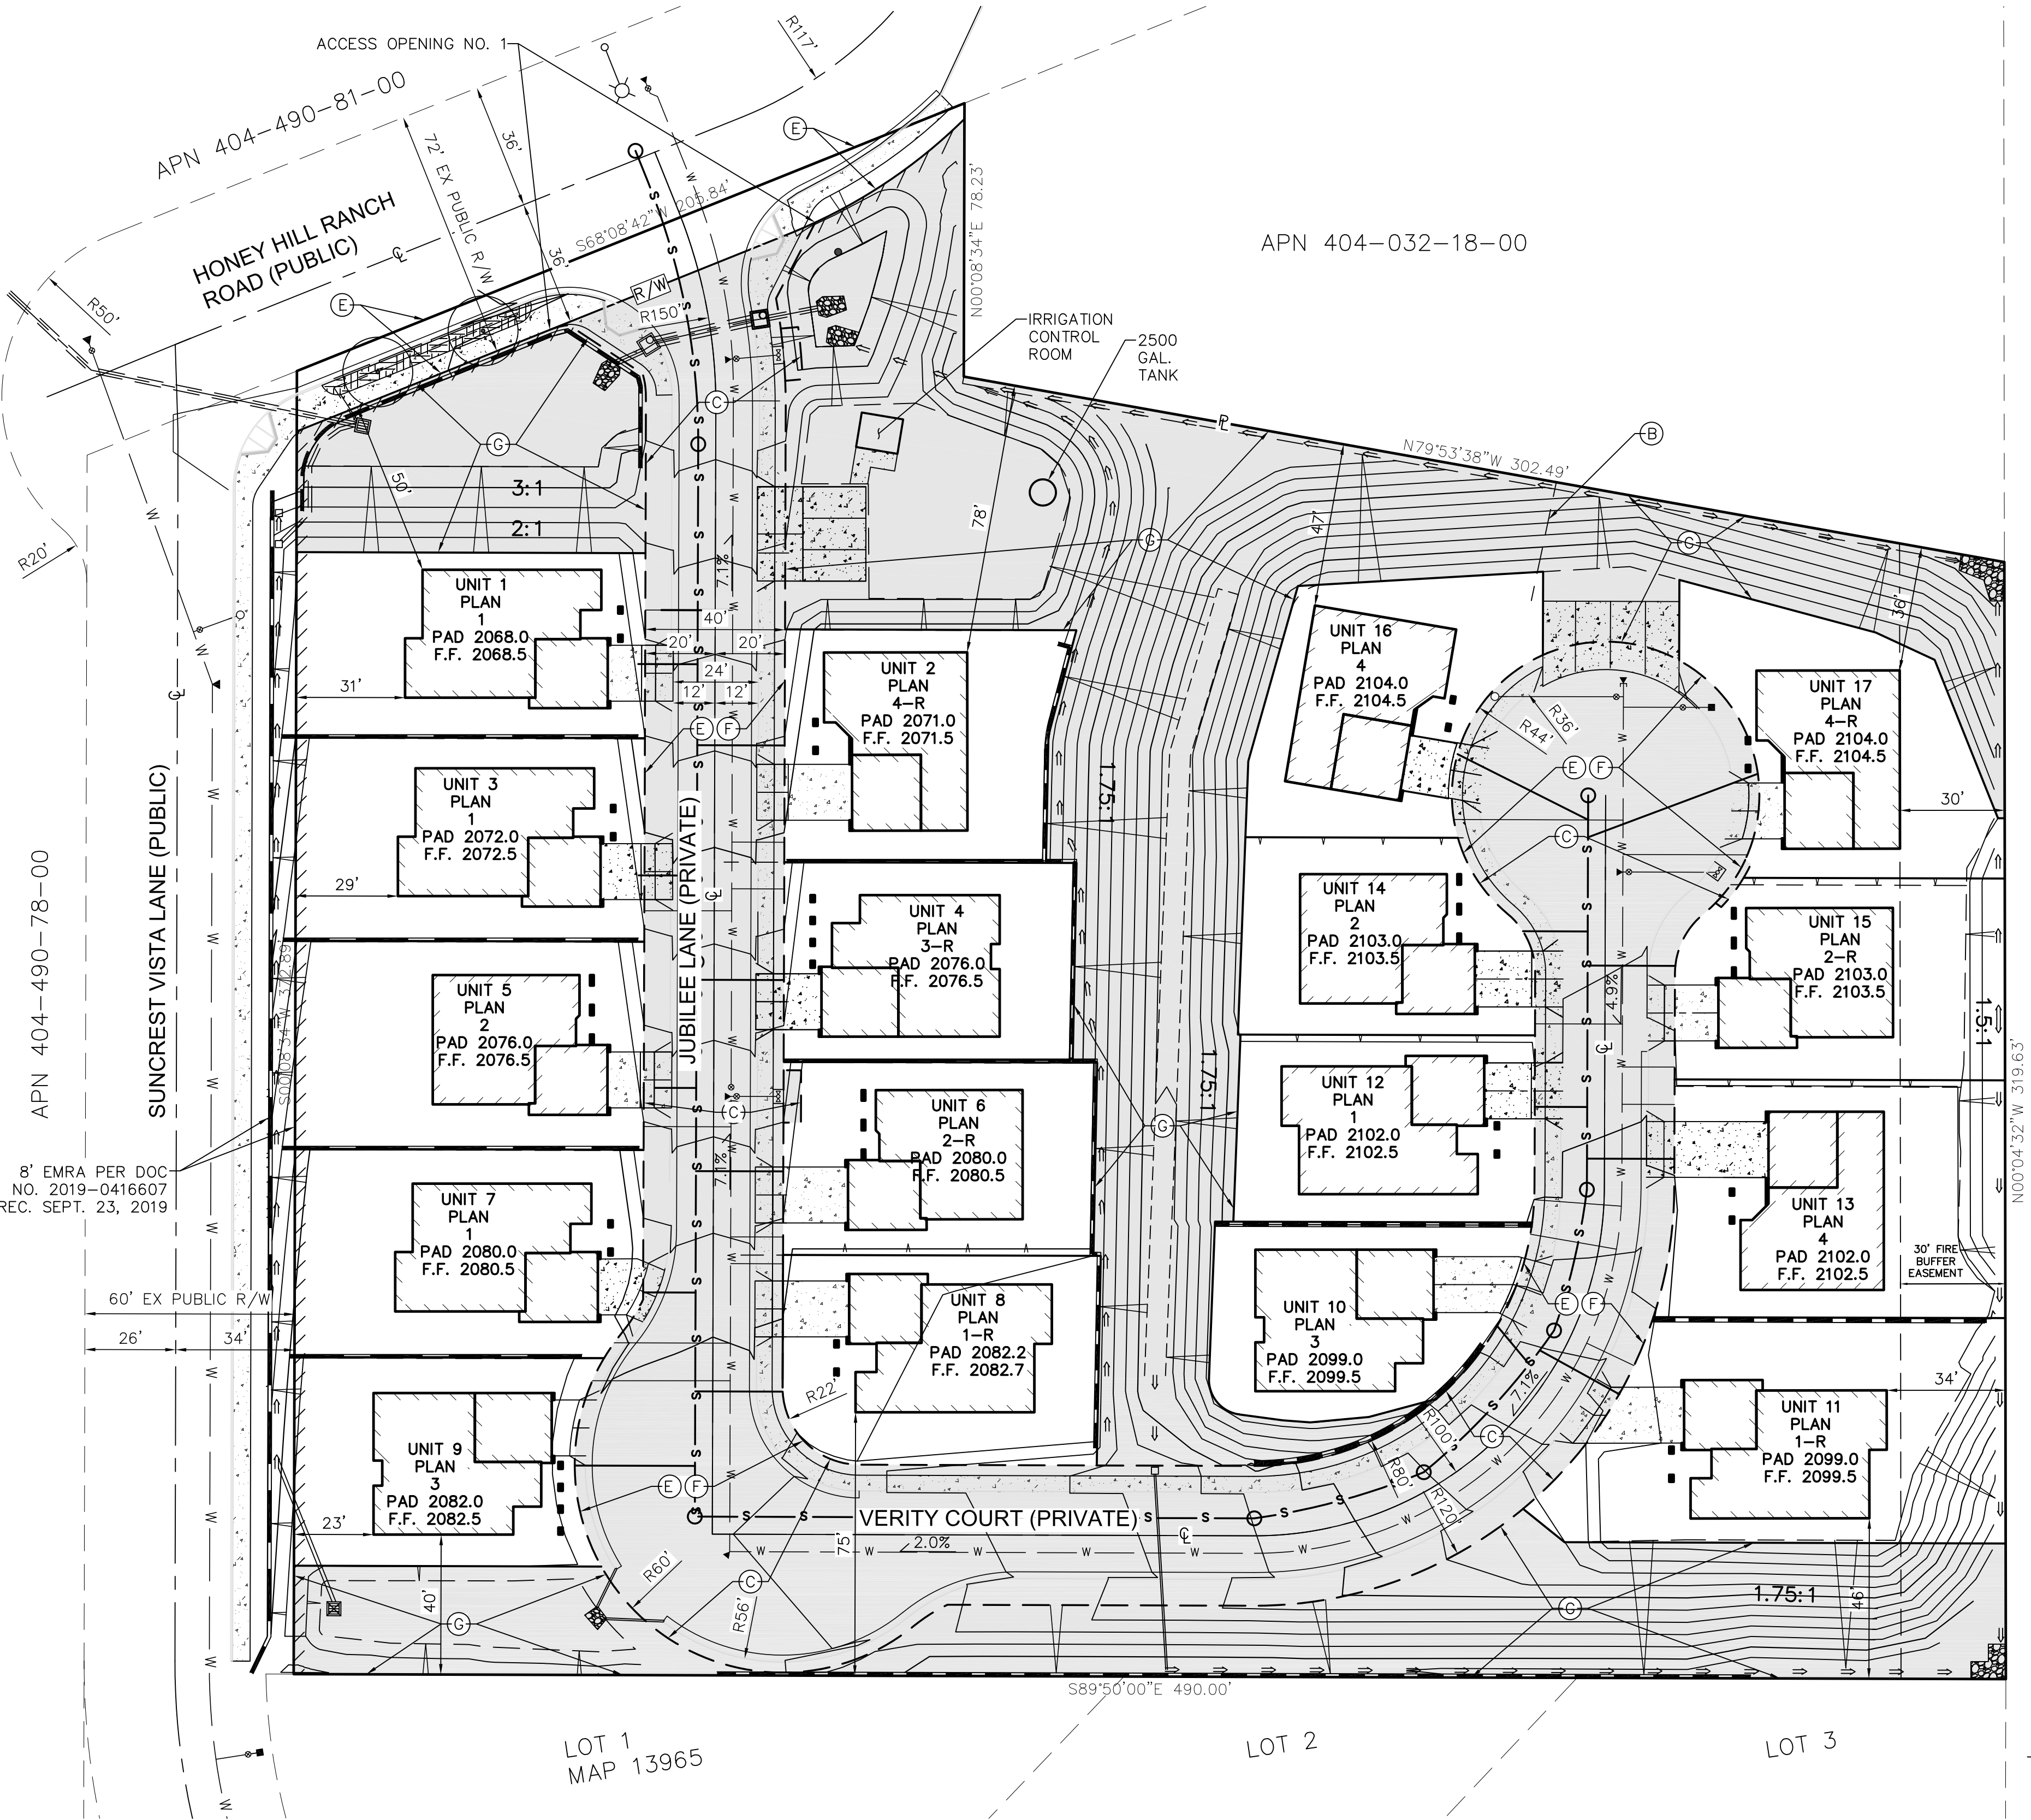 ACCESS OPENING NO. 1
R117'
APN 404-490-81-00
36'
72' EX PUBLIC R/W
E
HONEY HILL RANCH
ROAD (PUBLIC)
S68°08'42"W 205.84'
36'
R/W
R150'
N00°08'34"E 78.23'
APN 404-032-18-00
R50'
E
IRRIGATION
CONTROL
ROOM
2500
GAL.
TANK
C
G
50'
3:1
2:1
R20'
78'
47'
N79°53'38"W 302.49'
B
G
G
36'
7.1%
40'
20'
20'
24'
12'
12'
UNIT 1
PLAN
1
PAD 2068.0
F.F. 2068.5
31'
UNIT 2
PLAN
4-R
PAD 2071.0
F.F. 2071.5
E F
UNIT 16
PLAN
4
PAD 2104.0
F.F. 2104.5
R36'
R44'
UNIT 17
PLAN
4-R
PAD 2104.0
F.F. 2104.5
30'
E F
C
UNIT 3
PLAN
1
PAD 2072.0
F.F. 2072.5
29'
1.75:1
SUNCREST VISTA LANE (PUBLIC)
APN 404-490-78-00
JUBILEE LANE (PRIVATE)
UNIT 4
PLAN
3-R
PAD 2076.0
F.F. 2076.5
UNIT 14
PLAN
2
PAD 2103.0
F.F. 2103.5
UNIT 15
PLAN
2-R
PAD 2103.0
F.F. 2103.5
4.9%
1.5:1
UNIT 5
PLAN
2
PAD 2076.0
F.F. 2076.5
C
1.75:1
G
N00°04'32"W 319.63'
8' EMRA PER DOC
NO. 2019-0416607
REC. SEPT. 23, 2019
7.1%
UNIT 6
PLAN
2-R
PAD 2080.0
F.F. 2080.5
UNIT 12
PLAN
1
PAD 2102.0
F.F. 2102.5
UNIT 13
PLAN
4
PAD 2102.0
F.F. 2102.5
30' FIRE
BUFFER
EASEMENT
UNIT 7
PLAN
1
PAD 2080.0
F.F. 2080.5
60' EX PUBLIC R/W
26'
34'
UNIT 8
PLAN
1-R
PAD 2082.2
F.F. 2082.7
R22'
UNIT 10
PLAN
3
PAD 2099.0
F.F. 2099.5
E F
7.1%
34'
UNIT 11
PLAN
1-R
PAD 2099.0
F.F. 2099.5
UNIT 9
PLAN
3
PAD 2082.0
F.F. 2082.5
23'
E F
R100'
R80'
R120'
C
VERITY COURT (PRIVATE)
2.0%
75'
40'
R60'
R56'
C
G
1.75:1
G
46'
S89°50'00"E 490.00'
LOT 1
MAP 13965
LOT 2
LOT 3